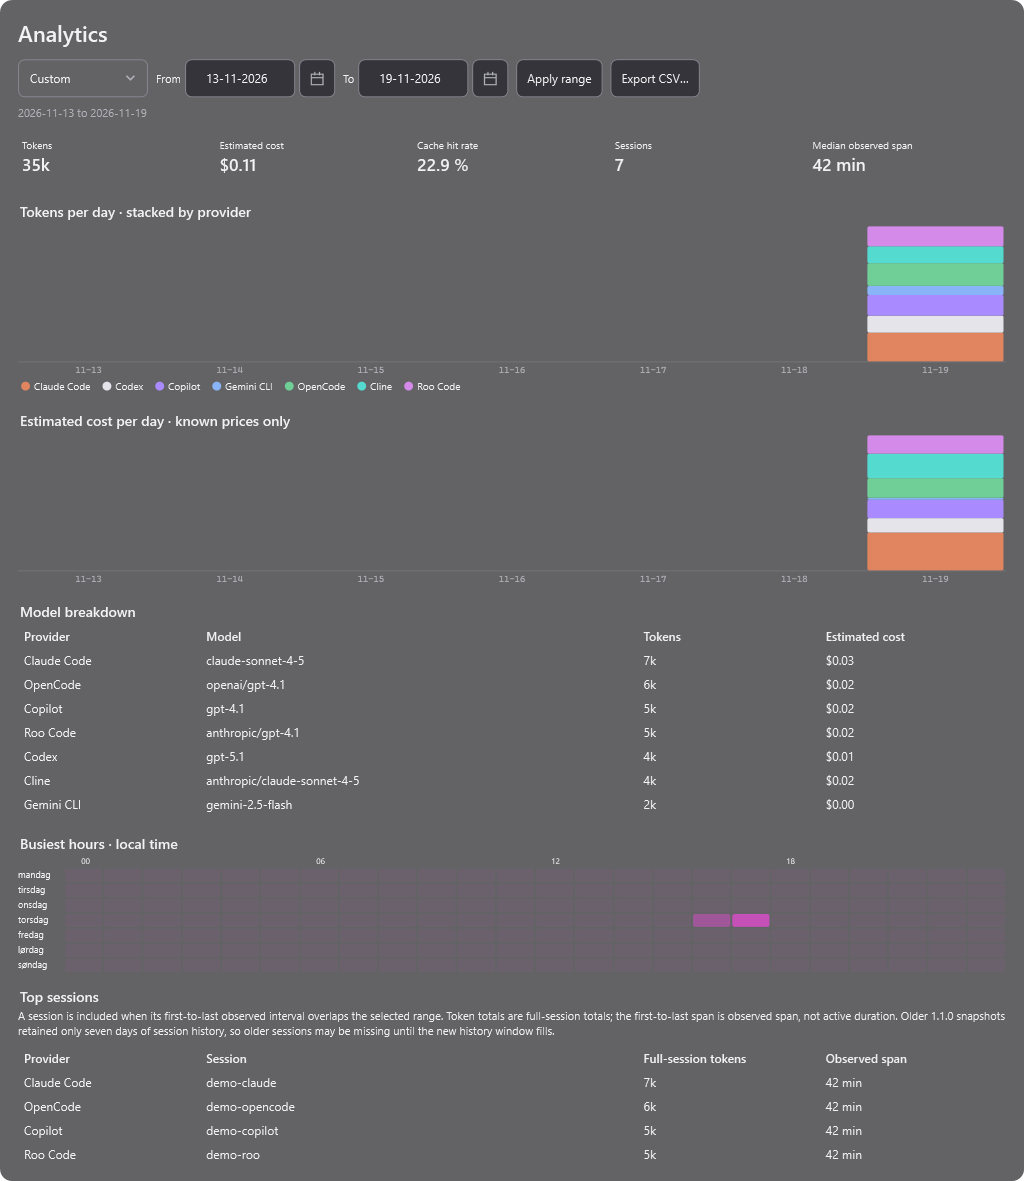 Analytics
Custom From 13-11-2026 To 19-11-2026 Apply range Export CSV...
2026-11-13 to 2026-11-19
Tokens Estimated cost Cache hit rate Sessions Median observed span
35k $0.11 22.9 % 7 42 min
Tokens per day · stacked by provider
11-13 11-14 11-15 11-16 11-17 11-18 11-19
Claude Code Codex Copilot Gemini CLI OpenCode Cline Roo Code
Estimated cost per day · known prices only
11-13 11-14 11-15 11-16 11-17 11-18 11-19
Model breakdown
Provider Model Tokens Estimated cost
Claude Code claude-sonnet-4-5 7k $0.03
OpenCode openai/gpt-4.1 6k $0.02
Copilot gpt-4.1 5k $0.02
Roo Code anthropic/gpt-4.1 5k $0.02
Codex gpt-5.1 4k $0.01
Cline anthropic/claude-sonnet-4-5 4k $0.02
Gemini CLI gemini-2.5-flash 2k $0.00
Busiest hours · local time
00 06 12 18
mandag
tirsdag
onsdag
torsdag
fredag
lørdag
søndag
Top sessions
A session is included when its first-to-last observed interval overlaps the selected range. Token totals are full-session totals; the first-to-last span is observed span, not active duration. Older 1.1.0 snapshots
retained only seven days of session history, so older sessions may be missing until the new history window fills.
Provider Session Full-session tokens Observed span
Claude Code demo-claude 7k 42 min
OpenCode demo-opencode 6k 42 min
Copilot demo-copilot 5k 42 min
Roo Code demo-roo 5k 42 min